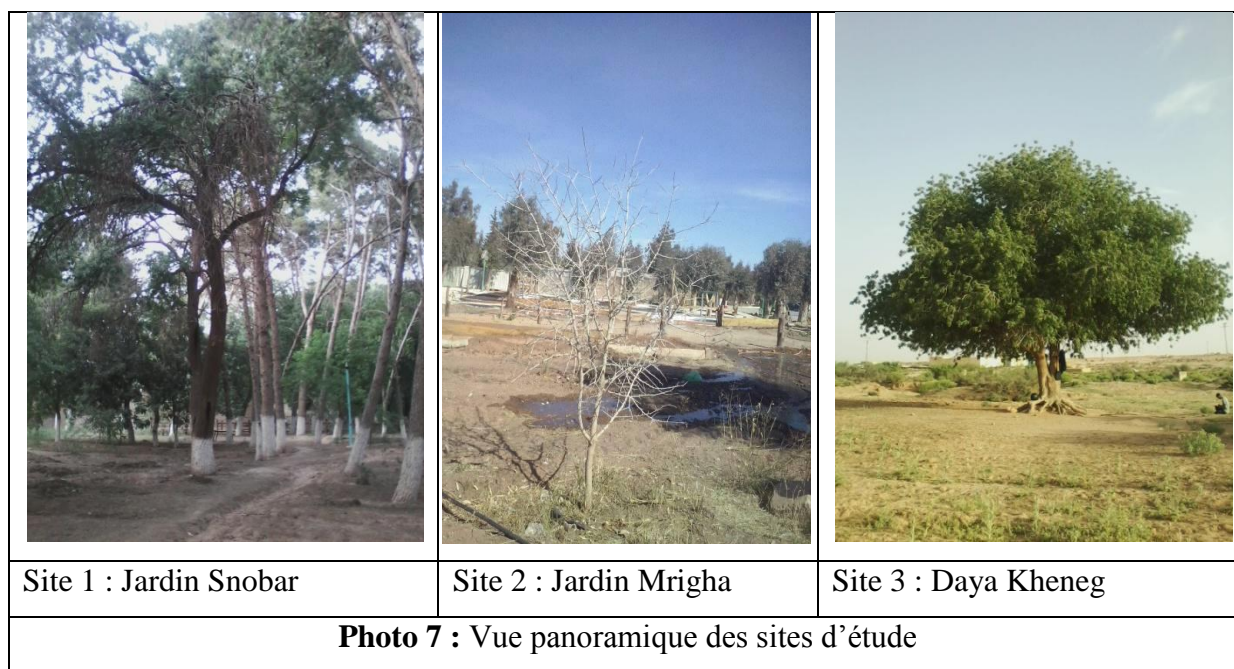 Site 1 : Jardin Snobar
Site 2 : Jardin Mrigha
Site 3 : Daya Kheneg
Photo 7 : Vue panoramique des sites d’étude